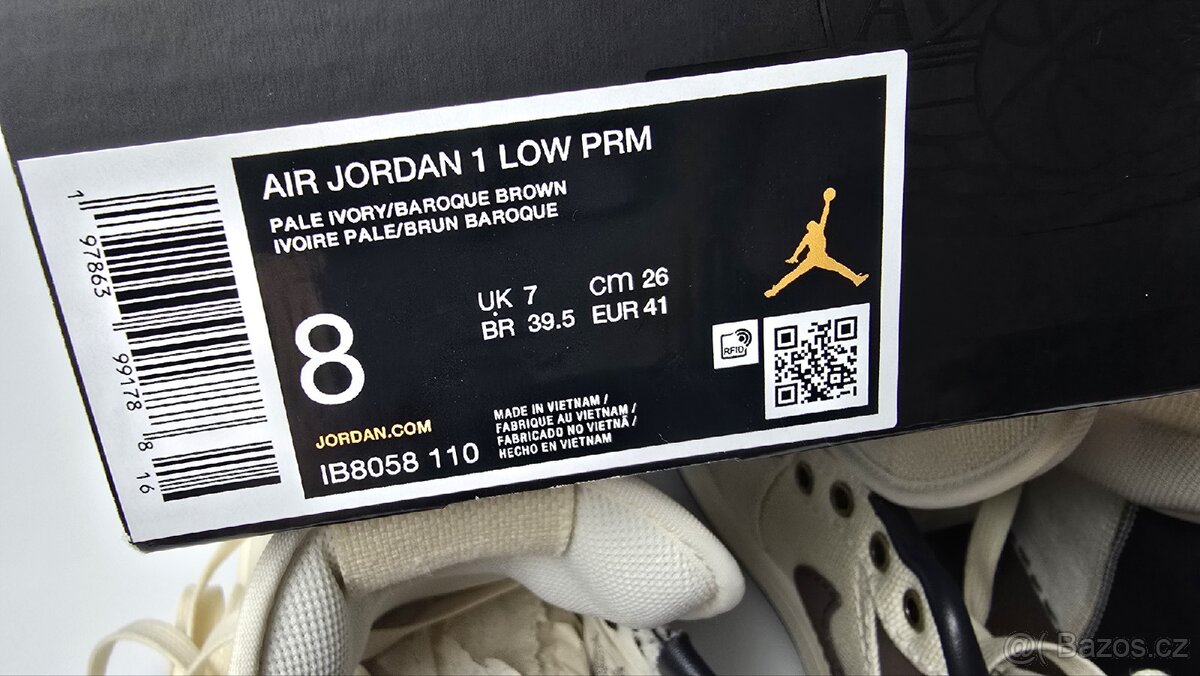 AIR JORDAN 1 LOW PRM
PALE IVORY/BAROQUE BROWN
IVOIRE PALE/BRUN BAROQUE
8
UK 7 cm 26
BR 39.5 EUR 41
RFID
JORDAN.COM
IB8058 110
MADE IN VIETNAM /
FABRIQUE AU VIETNAM /
FABRICADO NO VIETNÃ /
HECHO EN VIETNAM
1 97863 99178 8 16
@( Bazos.cz